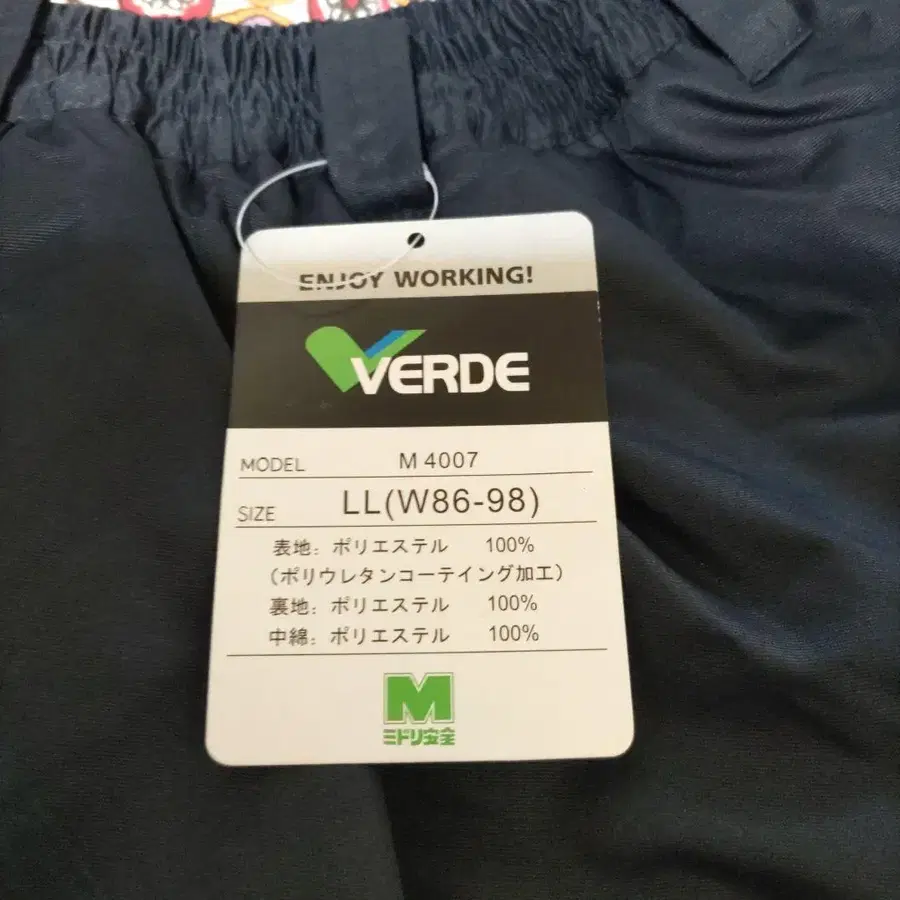 ENJOY WORKING!
VERDE
MODEL M4007
SIZE LL(W86-98)
表地: ポリエステル 100%
(ポリウレタンコーテイング加工)
裏地: ポリエステル 100%
中綿: ポリエステル 100%
M
ミドリ安全